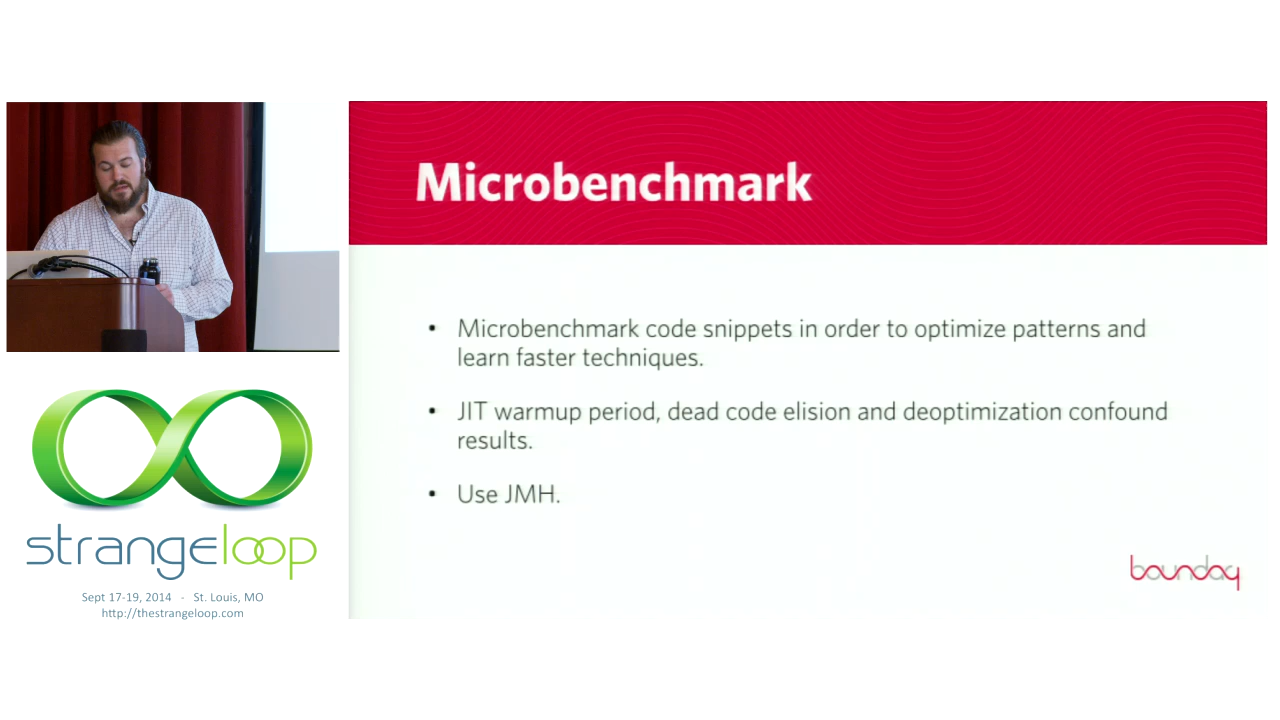 Microbenchmark
• Microbenchmark code snippets in order to optimize patterns and
learn faster techniques.
• JIT warmup period, dead code elision and deoptimization confound
results.
• Use JMH.
boundary
strangeloop
Sept 17-19, 2014 - St. Louis, MO
http://thestrangeloop.com